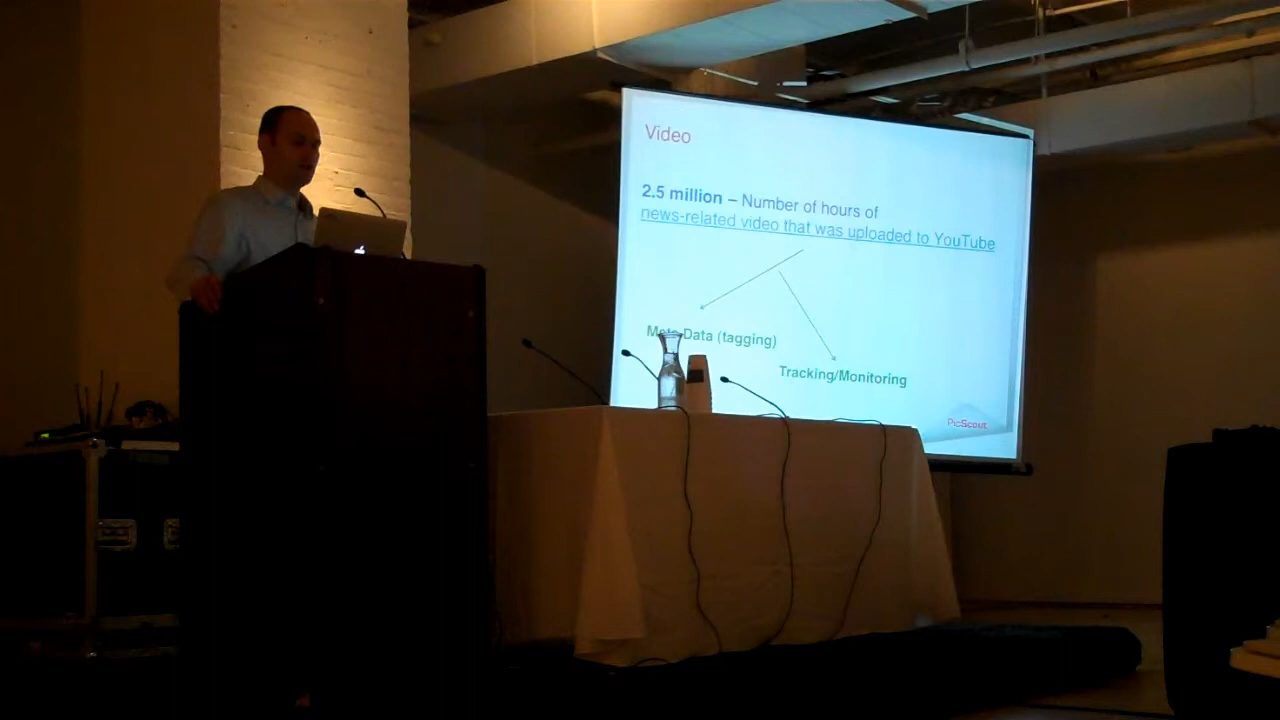 Video
2.5 million – Number of hours of
news-related video that was uploaded to YouTube
Meta Data (tagging)
Tracking/Monitoring
PicScout